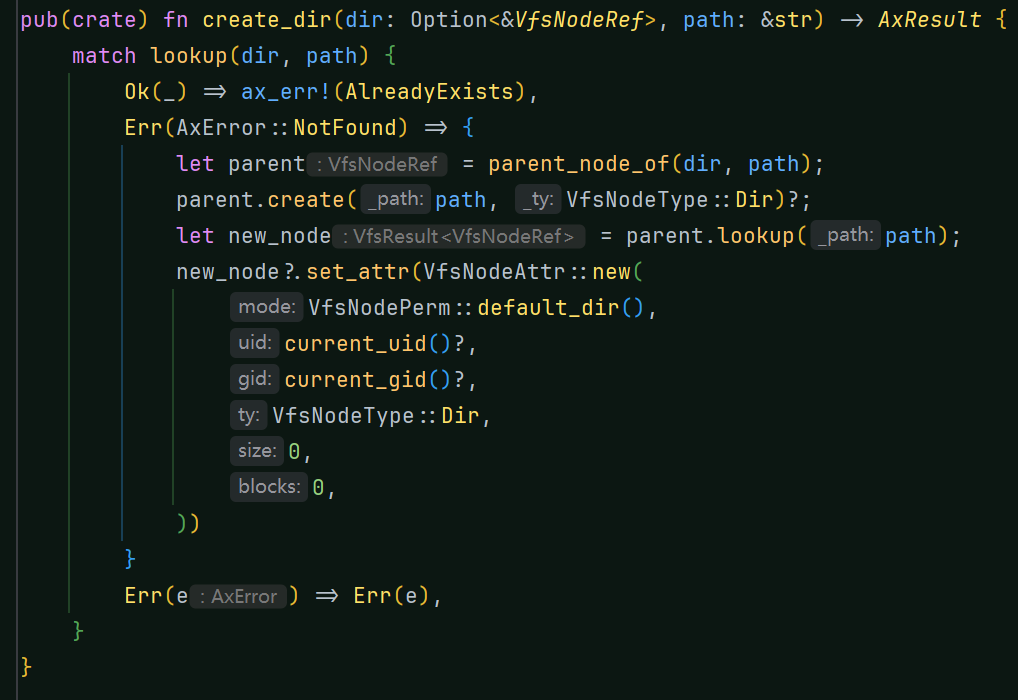 pub(crate) fn create_dir(dir: Option<&VfsNodeRef>, path: &str) -> AxResult {
match lookup(dir, path) {
Ok(_) => ax_err!(AlreadyExists),
Err(AxError::NotFound) => {
let parent : VfsNodeRef = parent_node_of(dir, path);
parent.create( _path: path, _ty: VfsNodeType::Dir)?;
let new_node : VfsResult<VfsNodeRef> = parent.lookup( _path: path);
new_node?.set_attr(VfsNodeAttr::new(
mode: VfsNodePerm::default_dir(),
uid: current_uid()?,
gid: current_gid()?,
ty: VfsNodeType::Dir,
size: 0,
blocks: 0,
))
}
Err(e : AxError ) => Err(e),
}
}